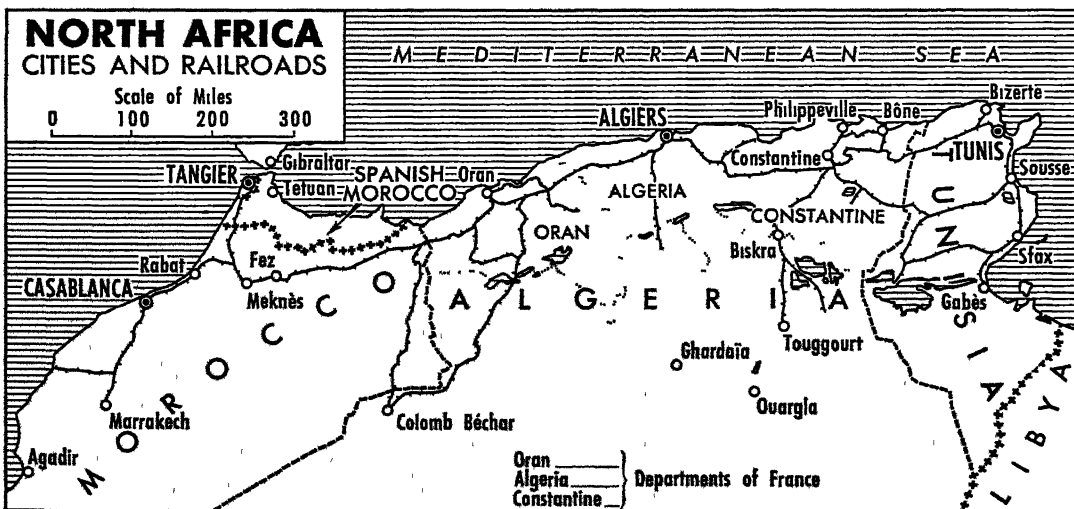 NORTH AFRICA
CITIES AND RAILROADS
Scale of Miles
0 100 200 300
MEDITERRANEAN SEA
Bizerte
Philippeville
Bône
ALGIERS
TUNIS
Constantine
Gibraltar
TANGIER
SPANISH
MOROCCO
Oran
Tetuan
Sousse
ALGERIA
CONSTANTINE
ORAN
Biskra
Rabat
Fez
Sfax
CASABLANCA
Meknès
Gabès
ALGERIA
TUNISIA
MOROCCO
Touggourt
Ghardaïa
Ouargla
Marrakech
Colomb Béchar
Agadir
LIBYA
Oran
Algeria
Constantine
Departments of France